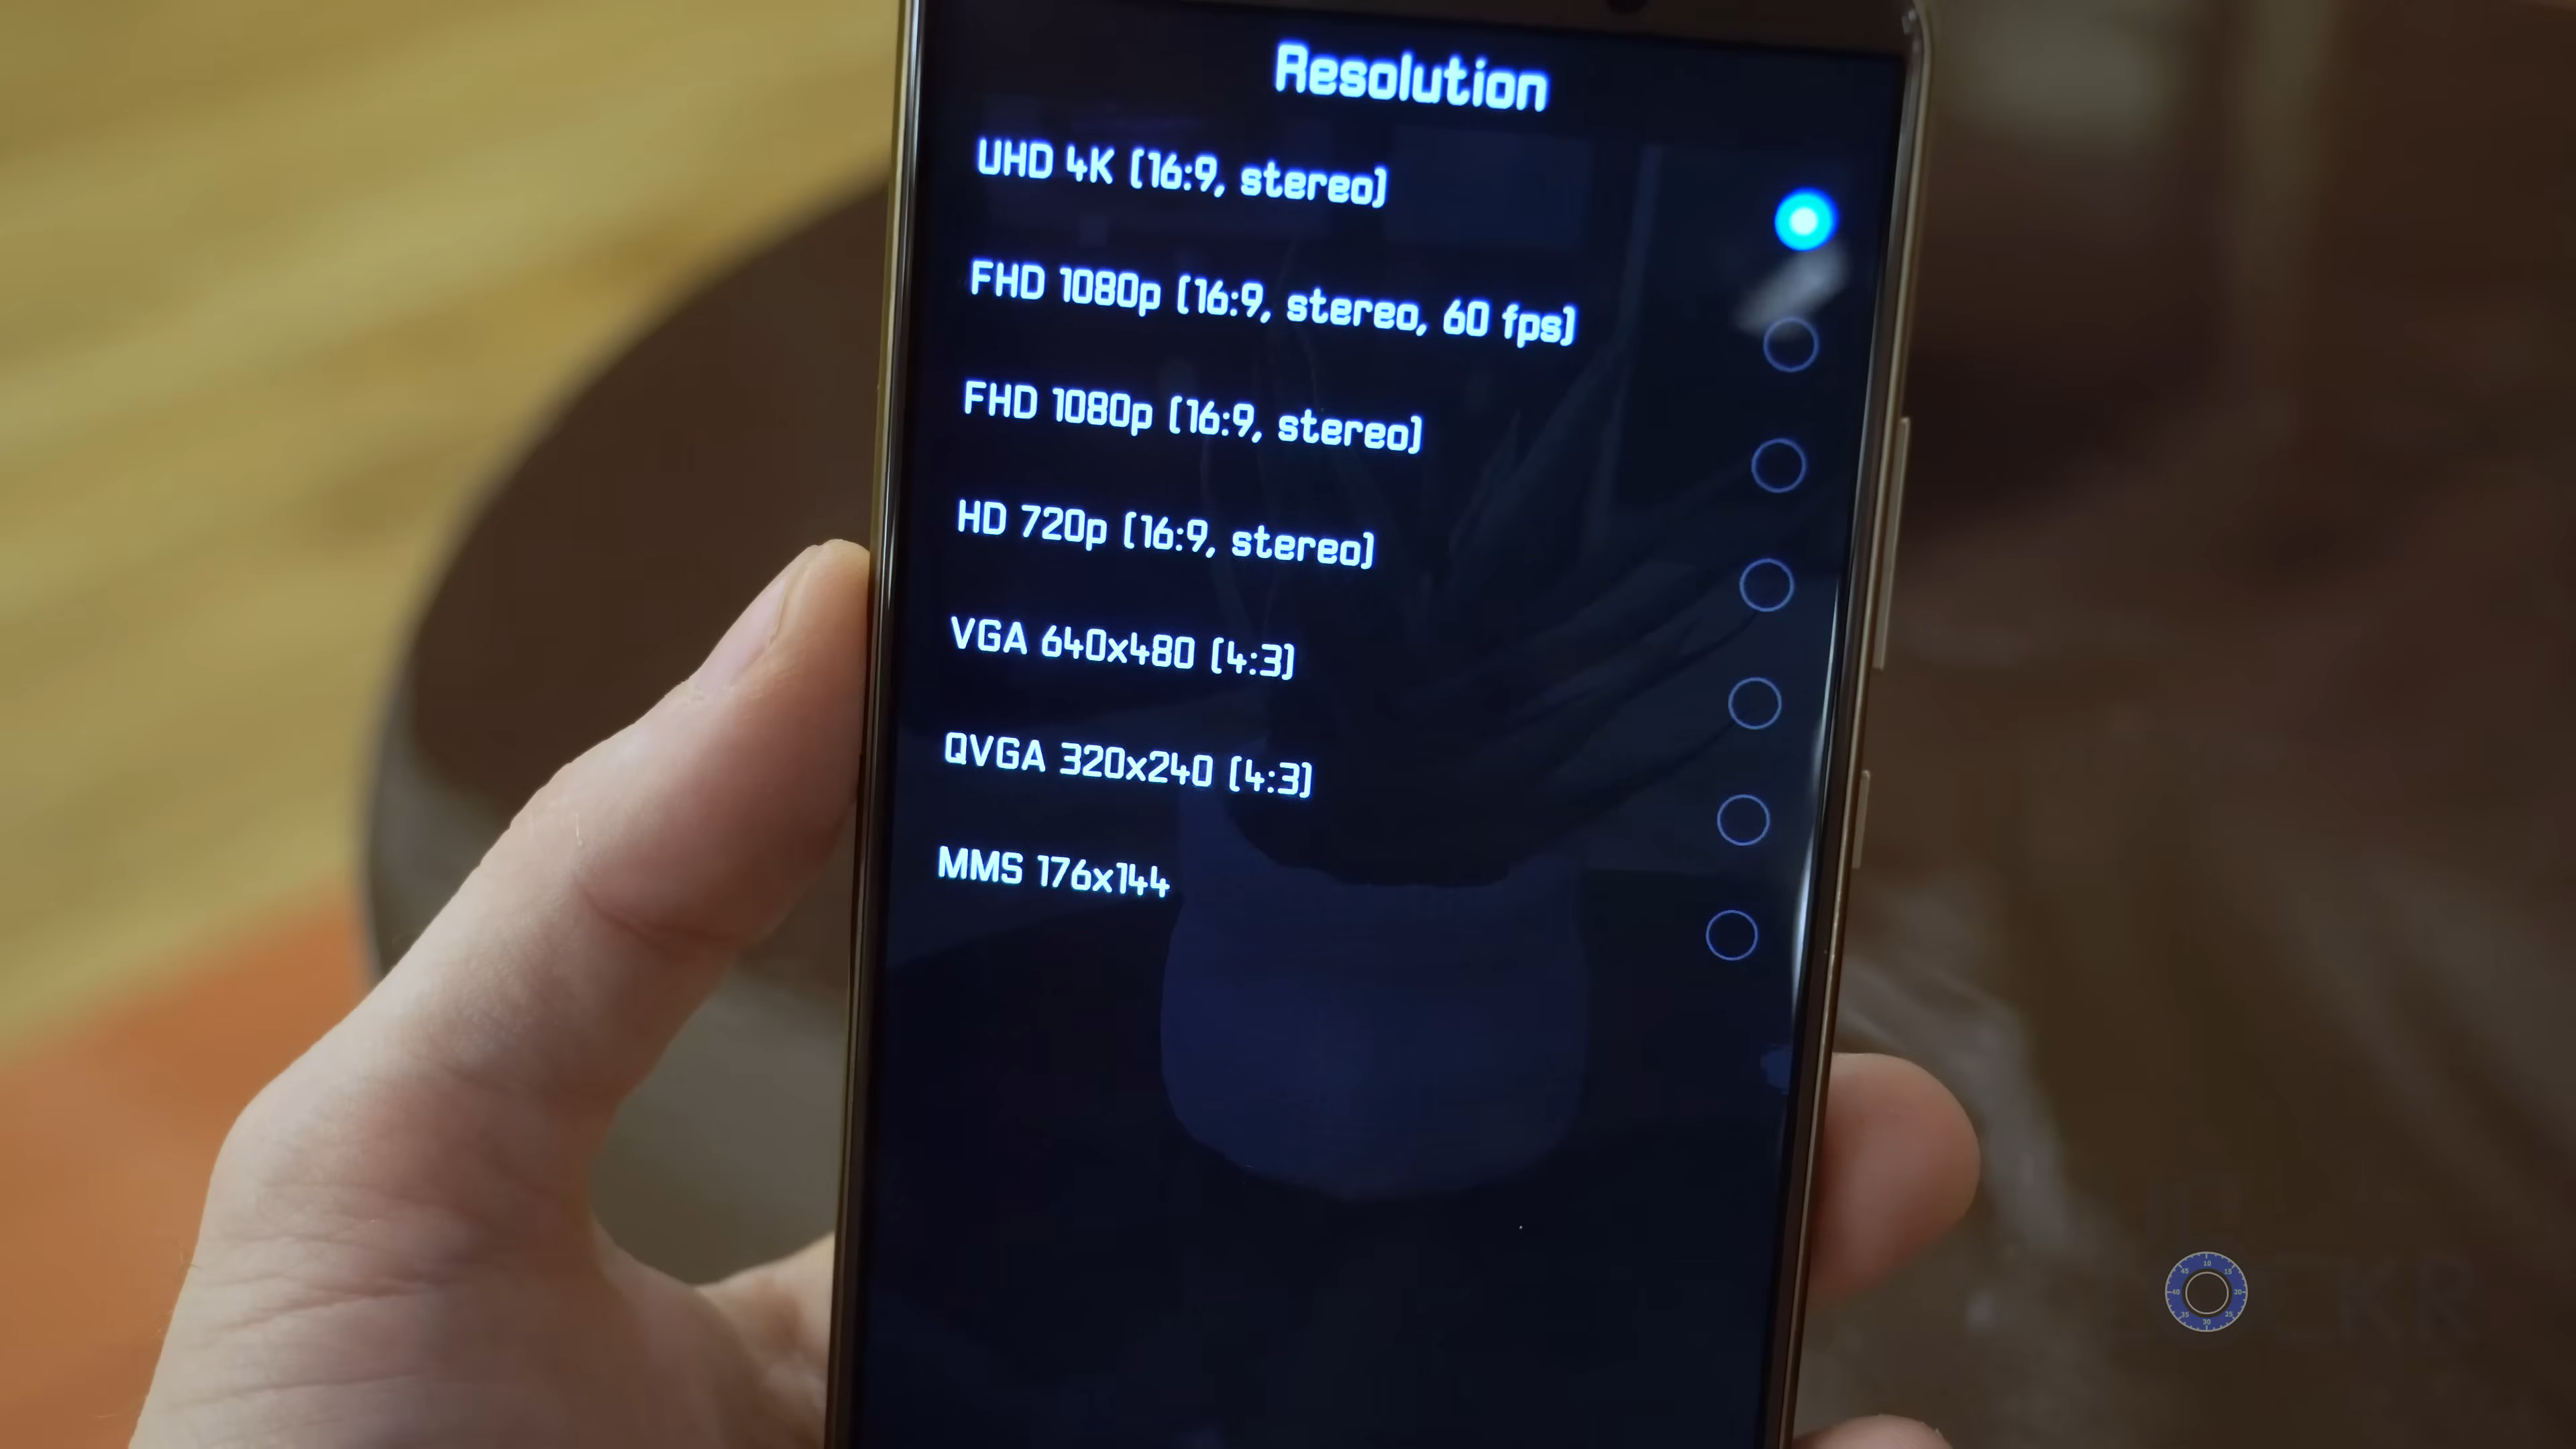 Resolution
UHD 4K (16:9, stereo)
FHD 1080p (16:9, stereo, 60 fps)
FHD 1080p (16:9, stereo)
HD 720p (16:9, stereo)
VGA 640x480 (4:3)
QVGA 320x240 (4:3)
MMS 176x144